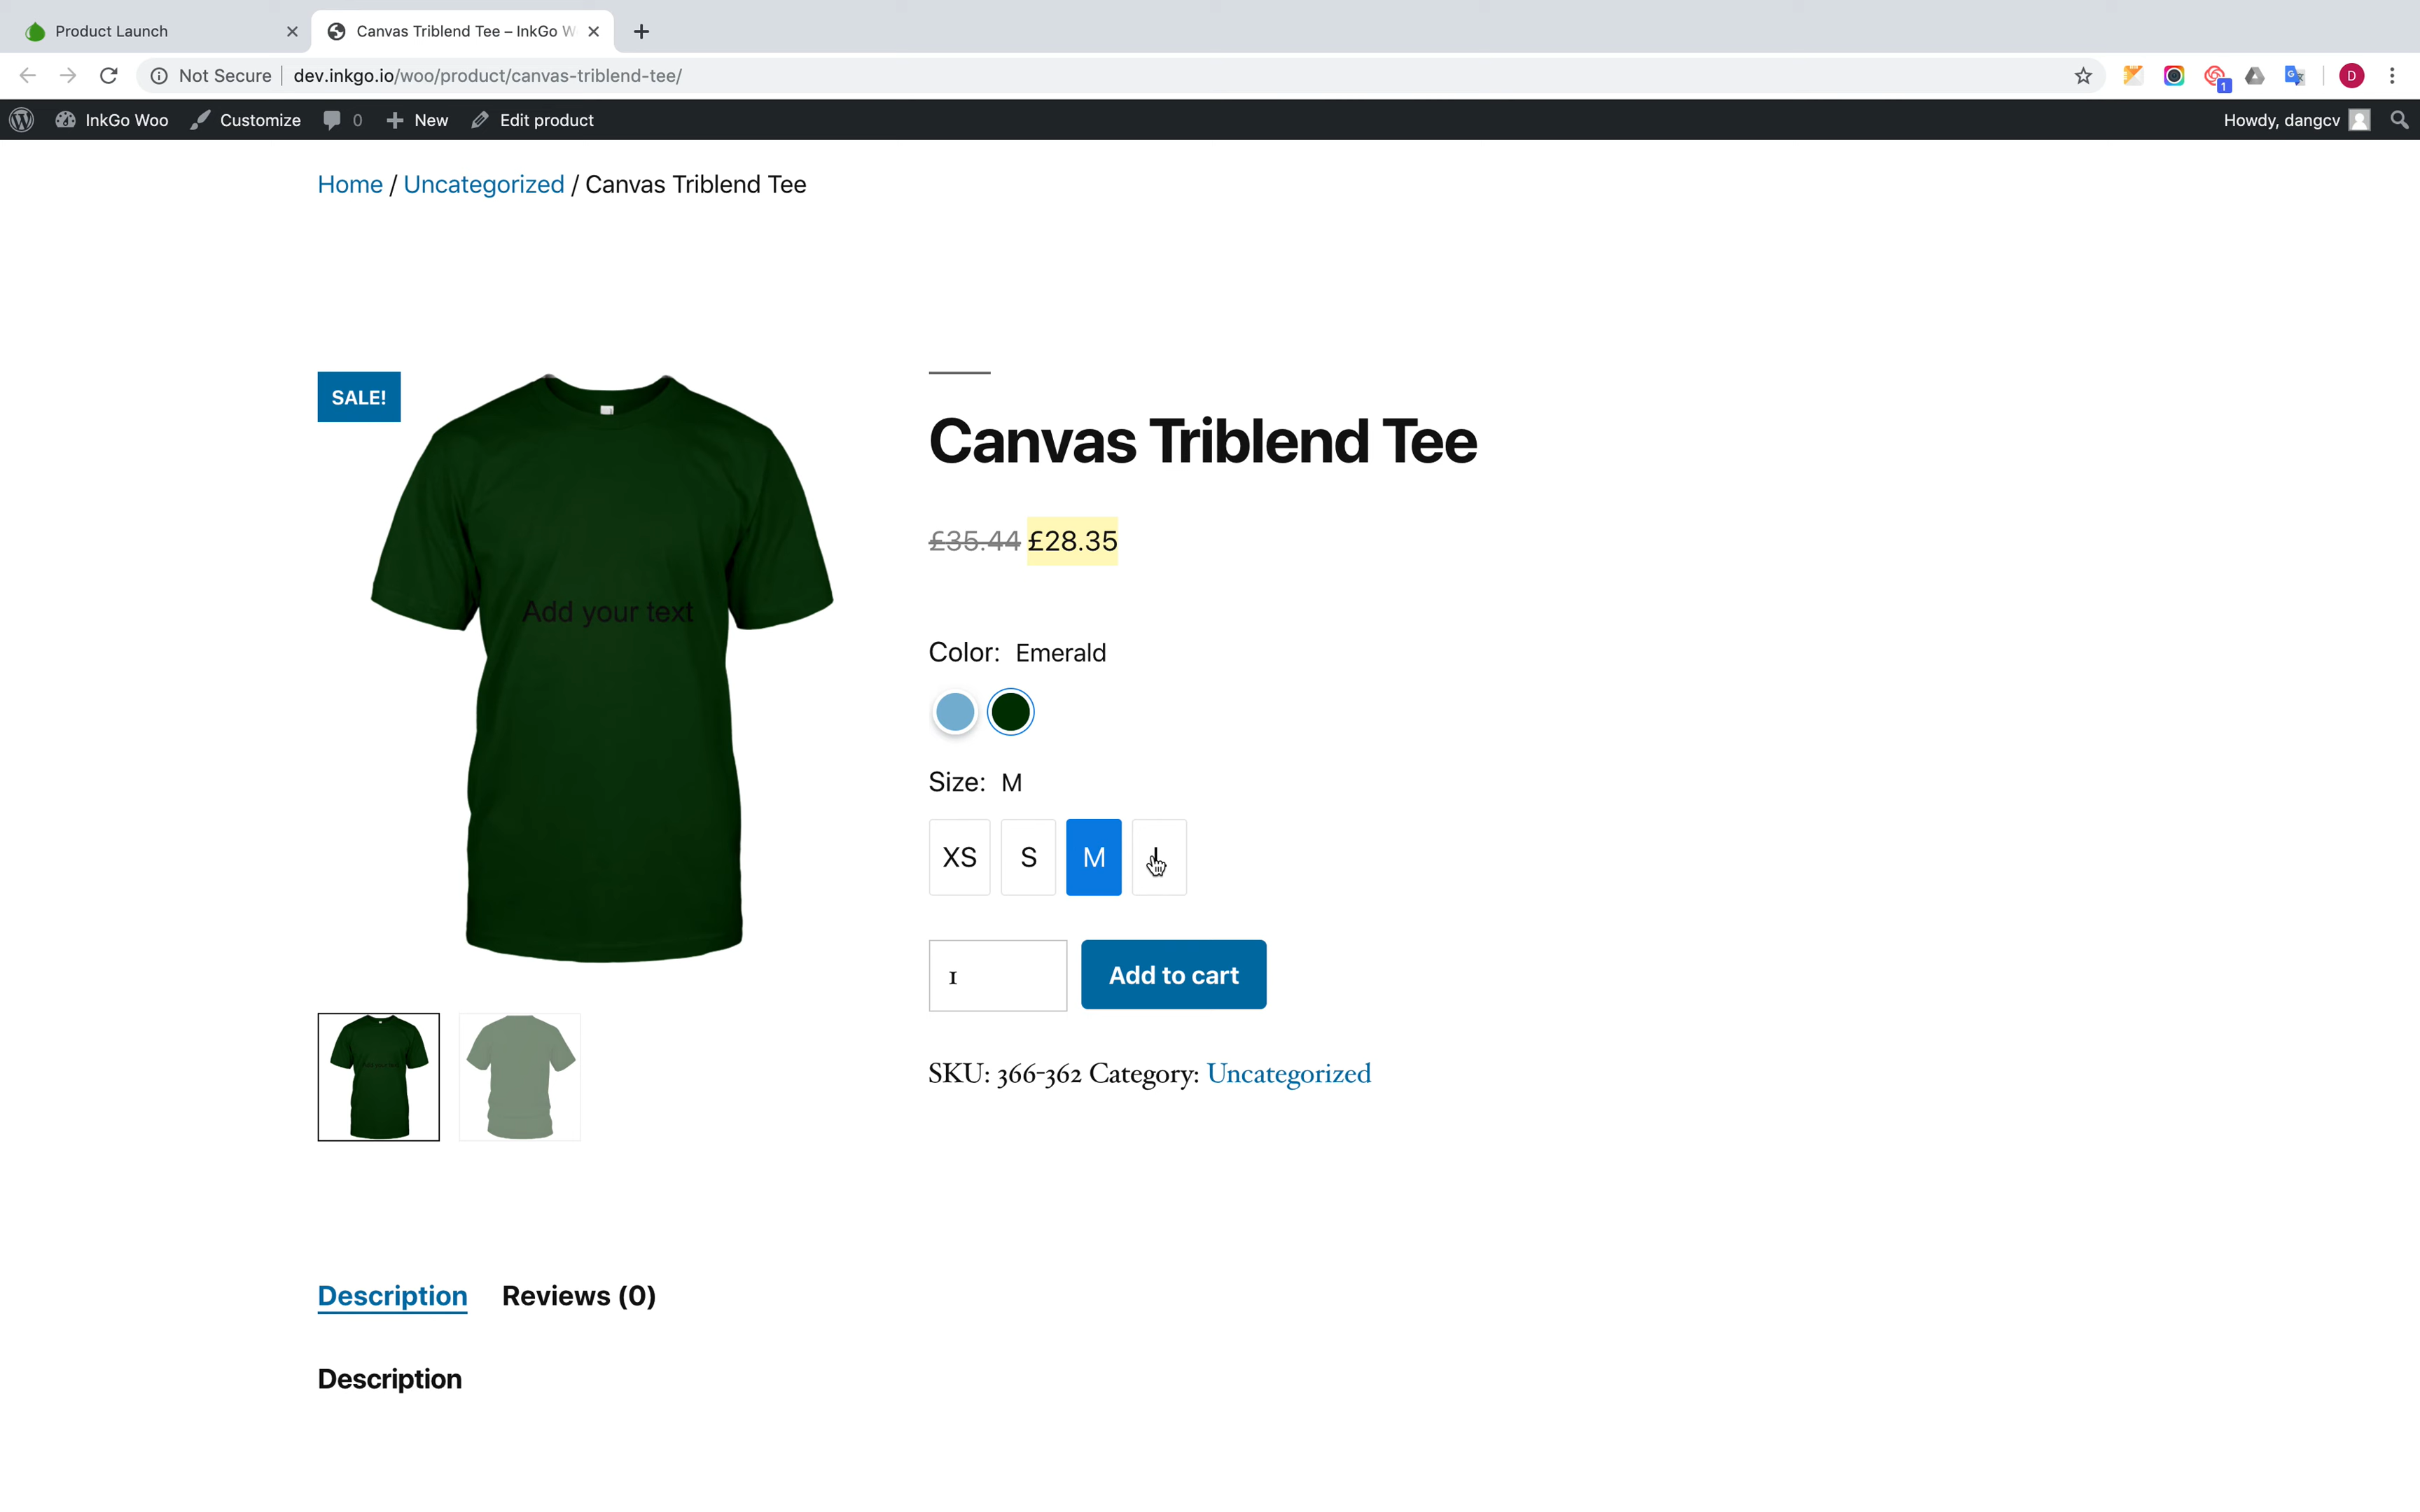 Product Launch
Canvas Triblend Tee – InkGo W
Not Secure dev.inkgo.io/woo/product/canvas-triblend-tee/
1
D
InkGo Woo Customize 0 New Edit product
Howdy, dangcv
Home / Uncategorized / Canvas Triblend Tee
SALE!
Add your text
Canvas Triblend Tee
£35.44 £28.35
Color: Emerald
Size: M
XS S M
1
Add to cart
SKU: 366-362 Category: Uncategorized
Description Reviews (0)
Description